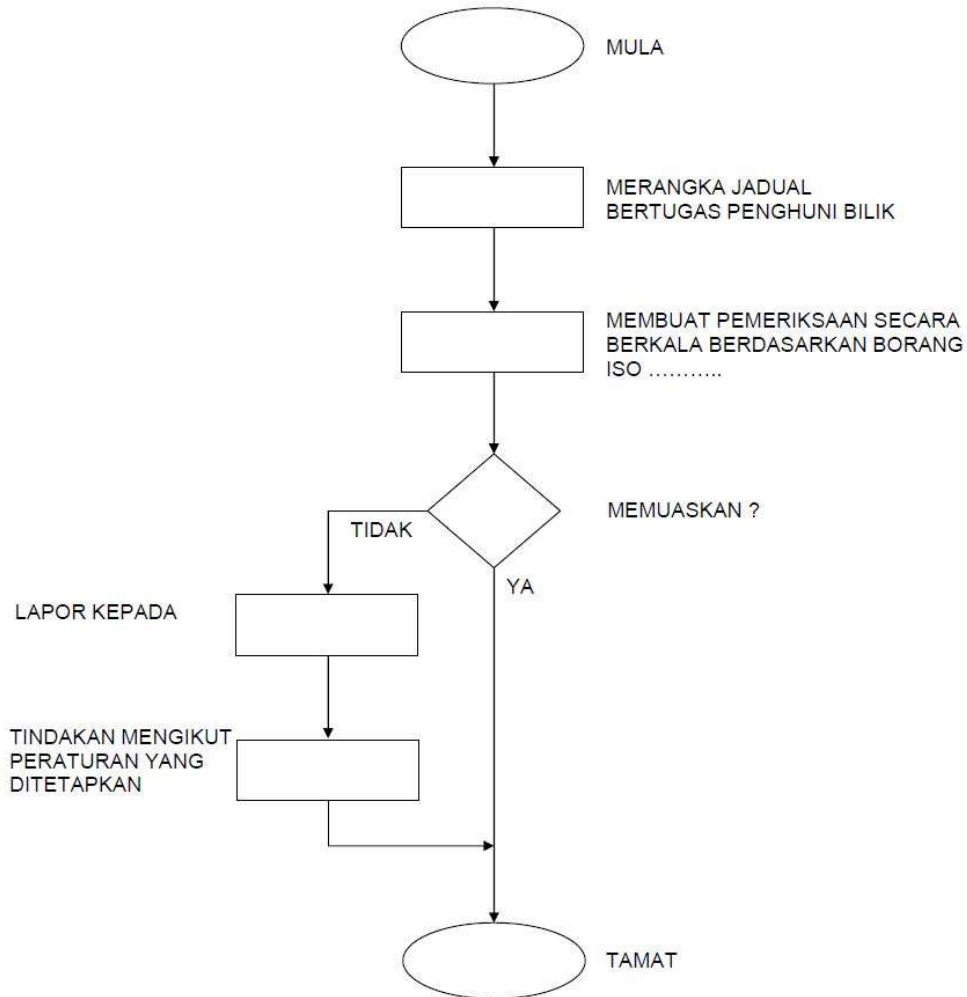 MULA
MERANGKA JADUAL
BERTUGAS PENGHUNI BILIK
MEMBUAT PEMERIKSAAN SECARA
BERKALA BERDASARKAN BORANG
ISO ………..
MEMUASKAN ?
TIDAK
YA
LAPOR KEPADA
TINDAKAN MENGIKUT
PERATURAN YANG
DITETAPKAN
TAMAT